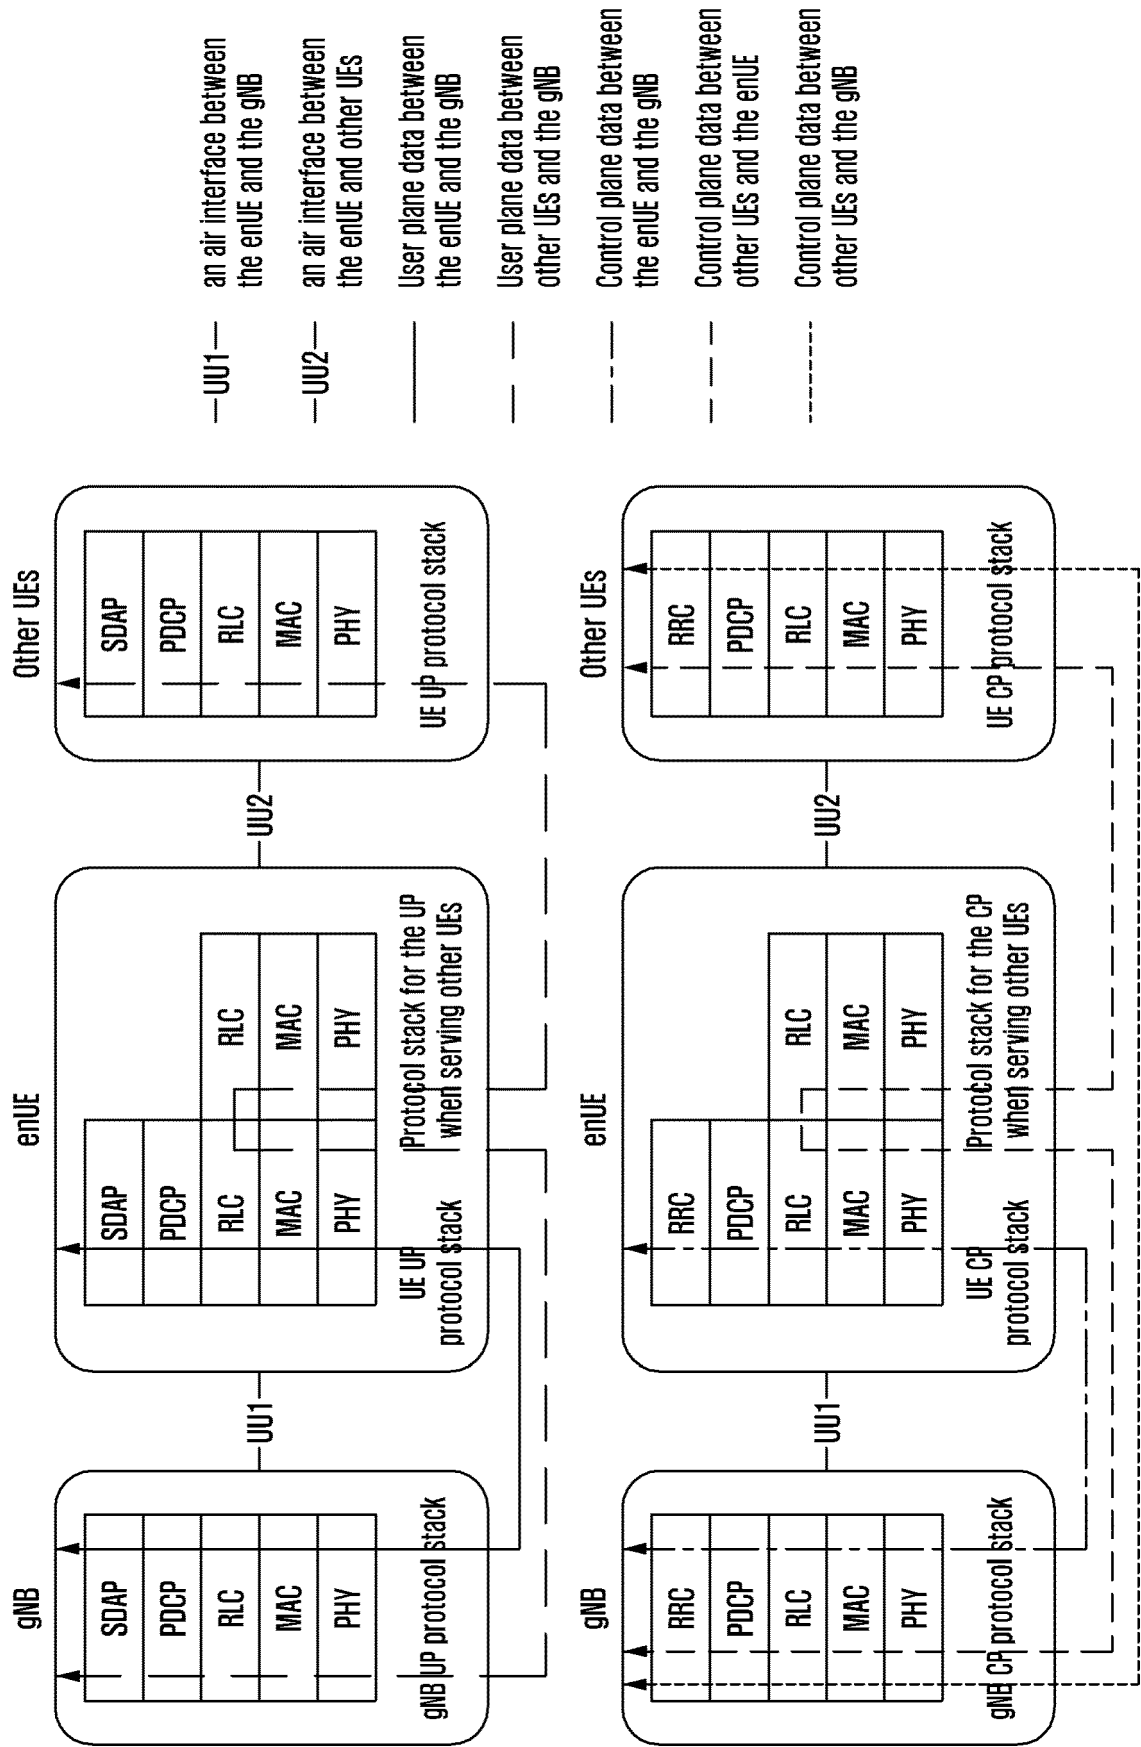 gNB
SDAP
PDCP
RLC
MAC
PHY
gNB UP protocol stack
UU1
enUE
SDAP
PDCP
RLC
MAC
PHY
UE UP
protocol stack
RLC
MAC
PHY
Protocol stack for the UP
when serving other UEs
UU2
Other UEs
SDAP
PDCP
RLC
MAC
PHY
UE UP protocol stack
gNB
RRC
PDCP
RLC
MAC
PHY
gNB CP protocol stack
UU1
enUE
RRC
PDCP
RLC
MAC
PHY
UE CP
protocol stack
RLC
MAC
PHY
Protocol stack for the CP
when serving other UEs
UU2
Other UEs
RRC
PDCP
RLC
MAC
PHY
UE CP protocol stack
UU1
an air interface between
the enUE and the gNB
UU2
an air interface between
the enUE and other UEs
User plane data between
the enUE and the gNB
User plane data between
other UEs and the gNB
Control plane data between
the enUE and the gNB
Control plane data between
other UEs and the enUE
Control plane data between
other UEs and the gNB